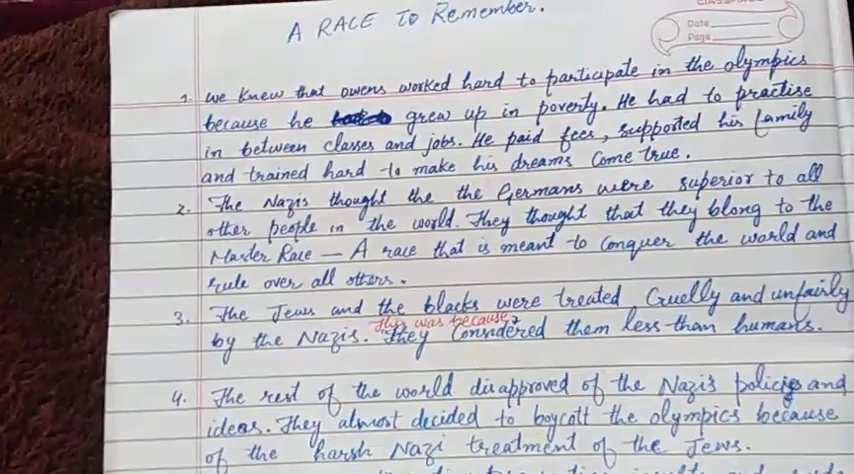 A RACE To Remember.
Date
Page
1. we knew that owens worked hard to participate in the olympics
because he grew up in poverty. He had to practise
in between classes and jobs. He paid fees, supported his family
and trained hard to make his dreams come true.
2. The Nazis thought the the Germans were superior to all
other people in the world. They thought that they blong to the
Master Race — A race that is meant to conquer the world and
rule over all others.
3. The Jews and the blacks were treated cruelly and unfairly
This was because
by the Nazis. They considered them less than humans.
4. The rest of the world disapproved of the Nazis policies and
ideas. They almost decided to boycott the olympics because
of the harsh Nazi treatment of the Jews.